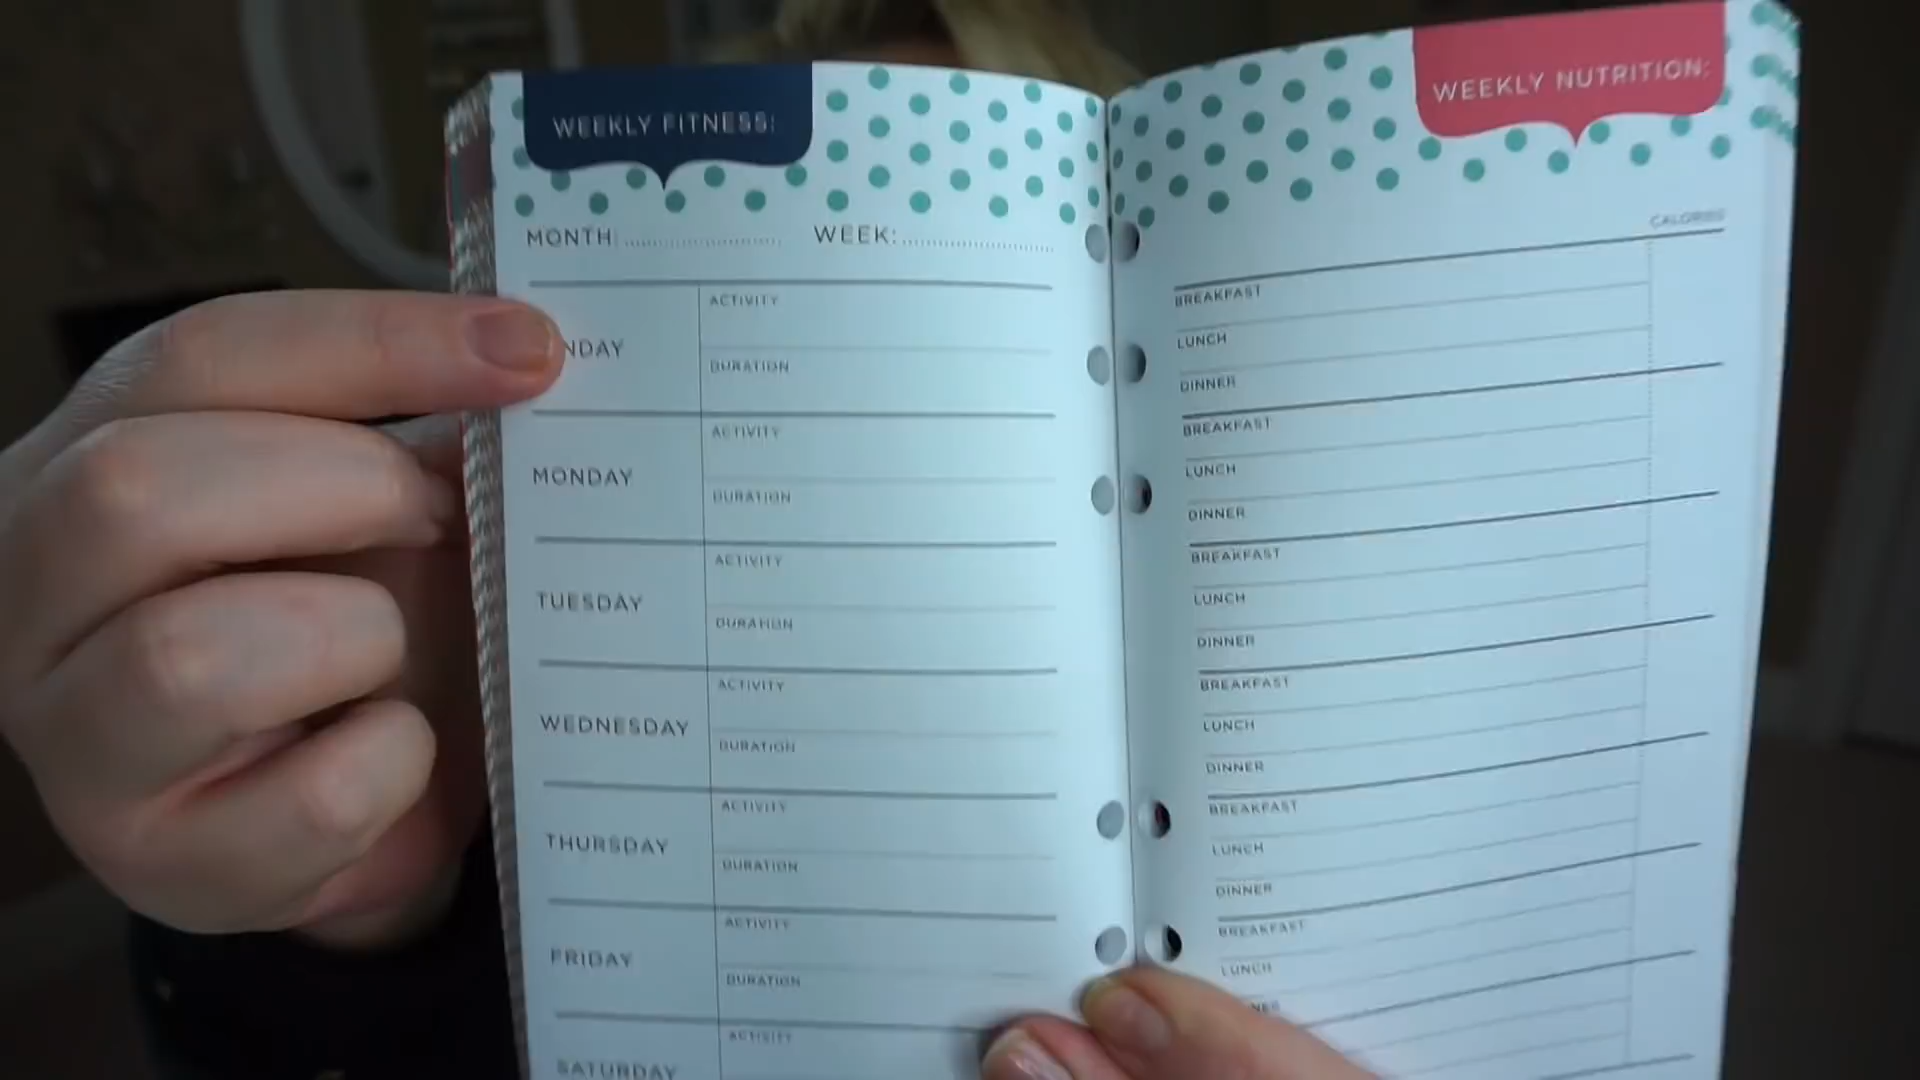 WEEKLY FITNESS:
MONTH: WEEK:
NDAY
ACTIVITY
DURATION
MONDAY
ACTIVITY
DURATION
TUESDAY
ACTIVITY
DURATION
WEDNESDAY
ACTIVITY
DURATION
THURSDAY
ACTIVITY
DURATION
FRIDAY
ACTIVITY
DURATION
SATURDAY
ACTIVITY
WEEKLY NUTRITION:
CALORIES
BREAKFAST
LUNCH
DINNER
BREAKFAST
LUNCH
DINNER
BREAKFAST
LUNCH
DINNER
BREAKFAST
LUNCH
DINNER
BREAKFAST
LUNCH
DINNER
BREAKFAST
LUNCH